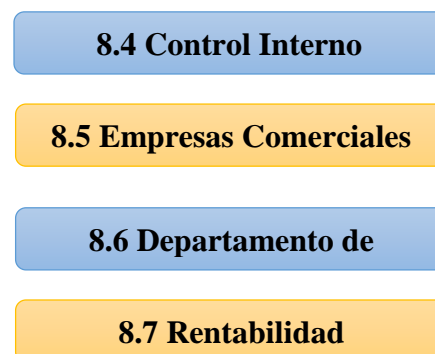 8.4 Control Interno
8.5 Empresas Comerciales
8.6 Departamento de
8.7 Rentabilidad